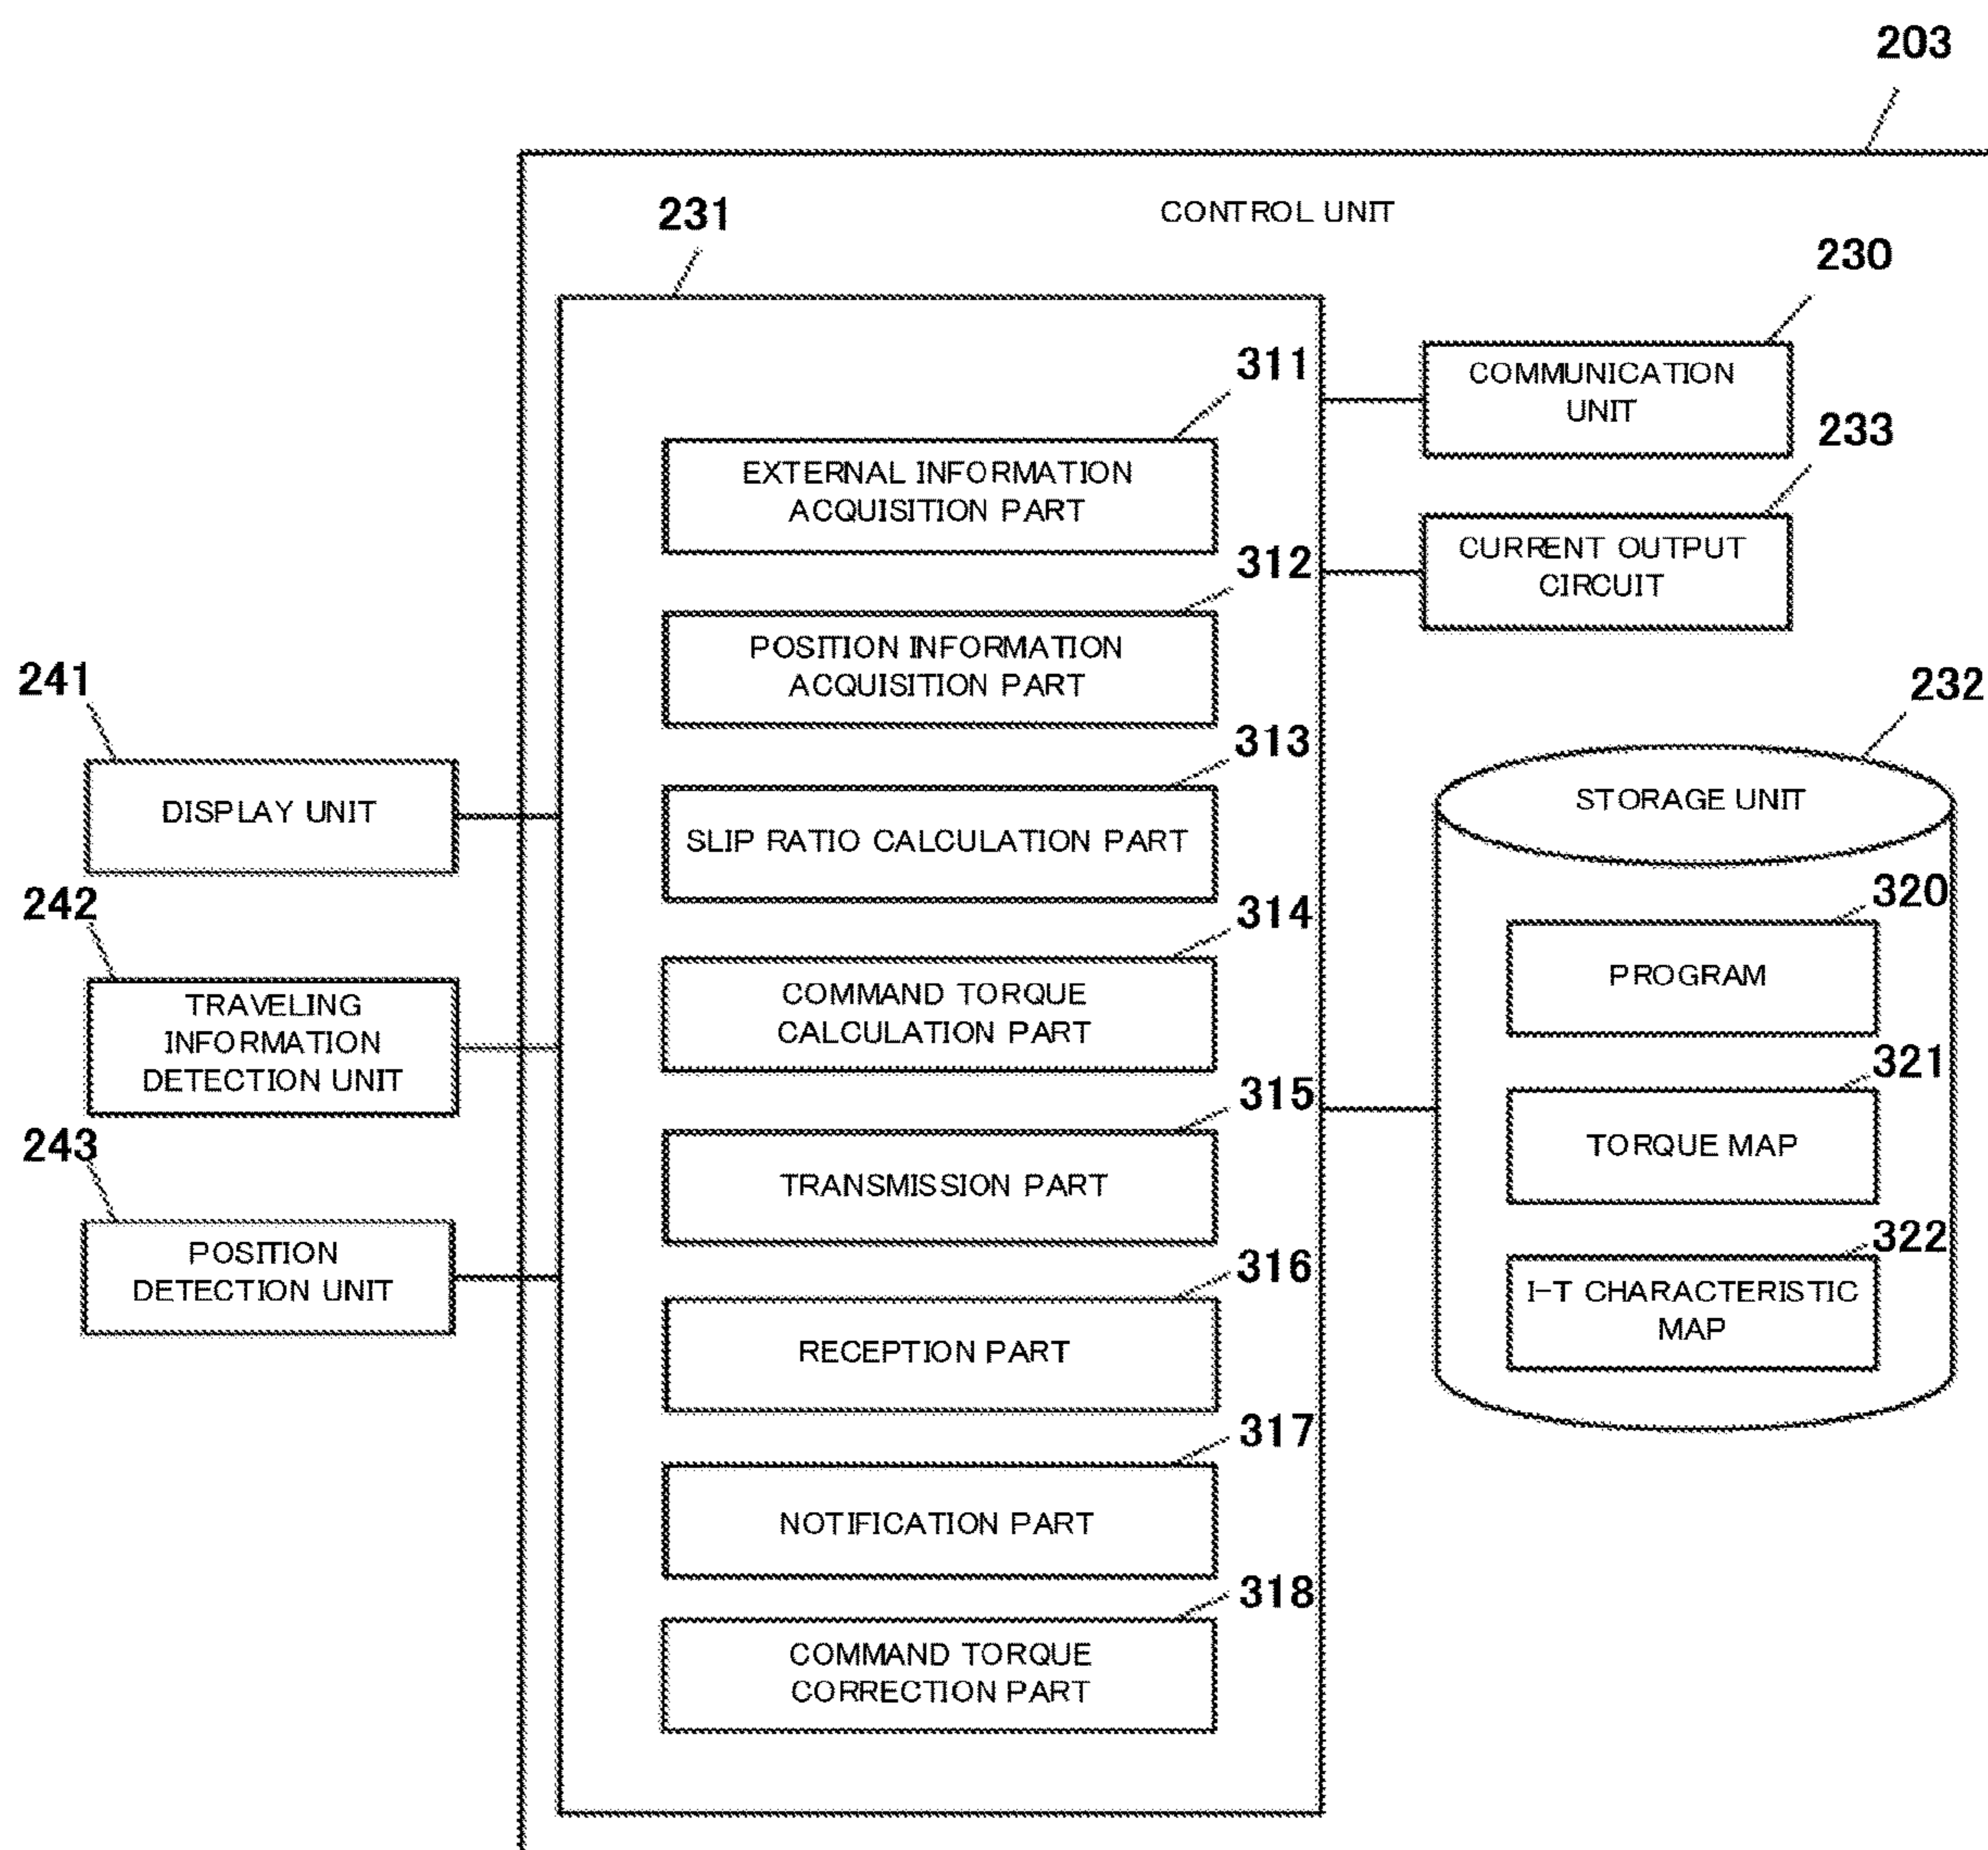 203
CONTROL UNIT
231
230
COMMUNICATION
UNIT
233
CURRENT OUTPUT
CIRCUIT
311
EXTERNAL INFORMATION
ACQUISITION PART
312
POSITION INFORMATION
ACQUISITION PART
313
SLIP RATIO CALCULATION PART
314
COMMAND TORQUE
CALCULATION PART
315
TRANSMISSION PART
316
RECEPTION PART
317
NOTIFICATION PART
318
COMMAND TORQUE
CORRECTION PART
241
DISPLAY UNIT
242
TRAVELING
INFORMATION
DETECTION UNIT
243
POSITION
DETECTION UNIT
232
STORAGE UNIT
320
PROGRAM
321
TORQUE MAP
322
I-T CHARACTERISTIC
MAP